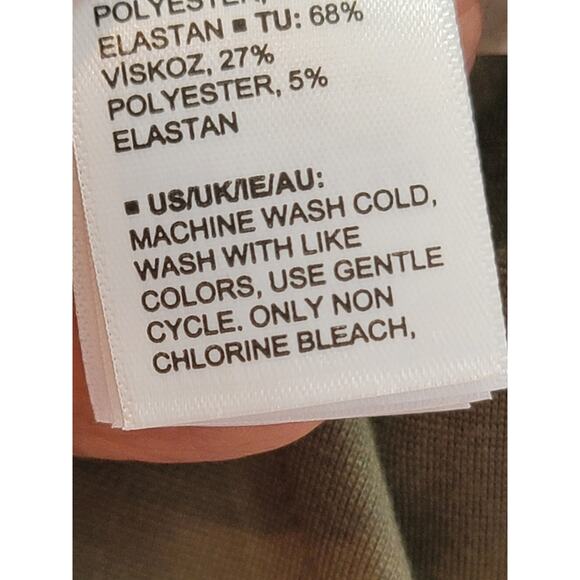 POLYESTER,
ELASTAN ▪ TU: 68%
VİSKOZ, 27%
POLYESTER, 5%
ELASTAN
▪ US/UK/IE/AU:
MACHINE WASH COLD,
WASH WITH LIKE
COLORS, USE GENTLE
CYCLE. ONLY NON
CHLORINE BLEACH,